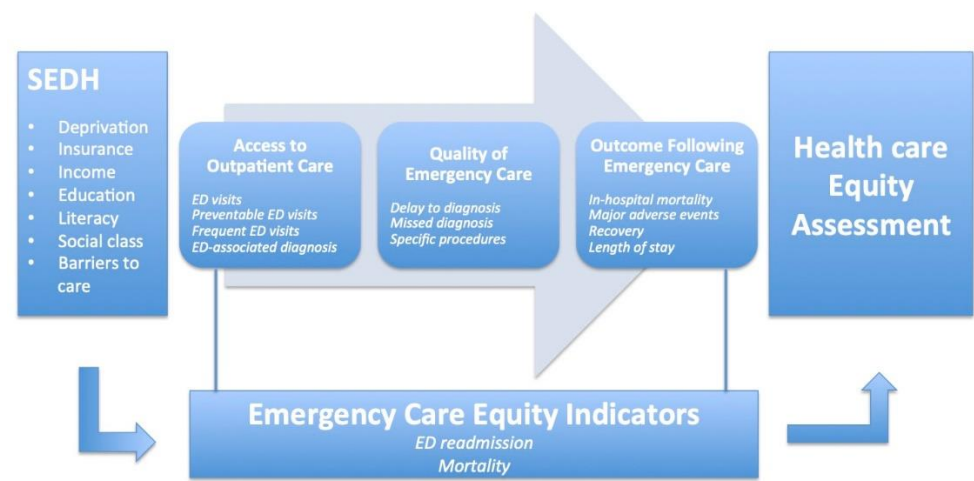 SEDH
• Deprivation
• Insurance
• Income
• Education
• Literacy
• Social class
• Barriers to
care
Access to
Outpatient Care
ED visits
Preventable ED visits
Frequent ED visits
ED-associated diagnosis
Quality of
Emergency Care
Delay to diagnosis
Missed diagnosis
Specific procedures
Outcome Following
Emergency Care
In-hospital mortality
Major adverse events
Recovery
Length of stay
Health care
Equity
Assessment
Emergency Care Equity Indicators
ED readmission
Mortality